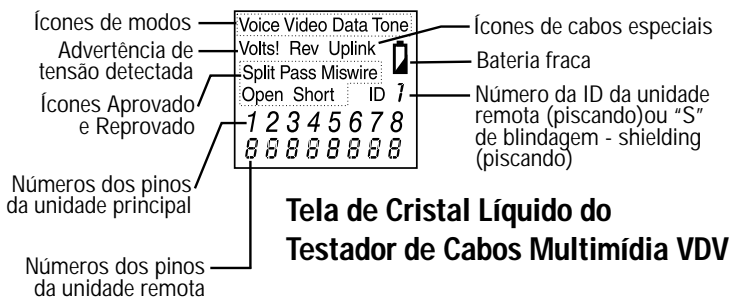 Ícones de modos
Advertência de
tensão detectada
Ícones Aprovado
e Reprovado
Números dos pinos
da unidade principal
Números dos pinos
da unidade remota
Voice Video Data Tone
Volts! Rev Uplink
Split Pass Miswire
Open Short ID 1
1 2 3 4 5 6 7 8
8 8 8 8 8 8 8 8
Ícones de cabos especiais
Bateria fraca
Número da ID da unidade
remota (piscando)ou “S”
de blindagem - shielding
(piscando)
Tela de Cristal Líquido do
Testador de Cabos Multimídia VDV